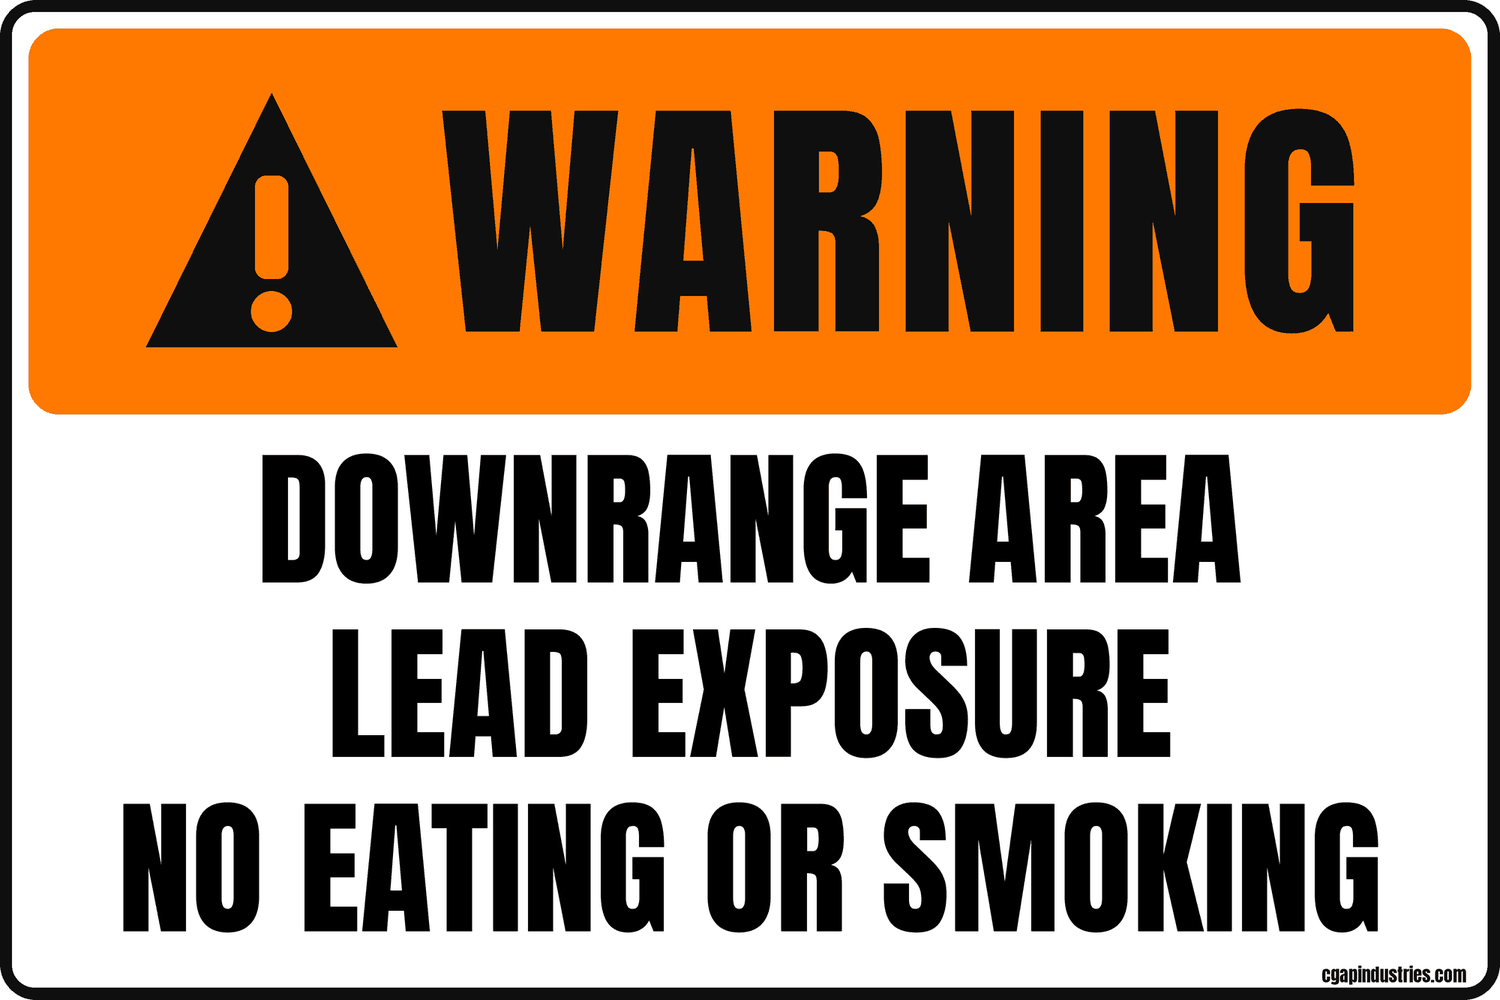 WARNING
DOWNRANGE AREA
LEAD EXPOSURE
NO EATING OR SMOKING
cgapindustries.com